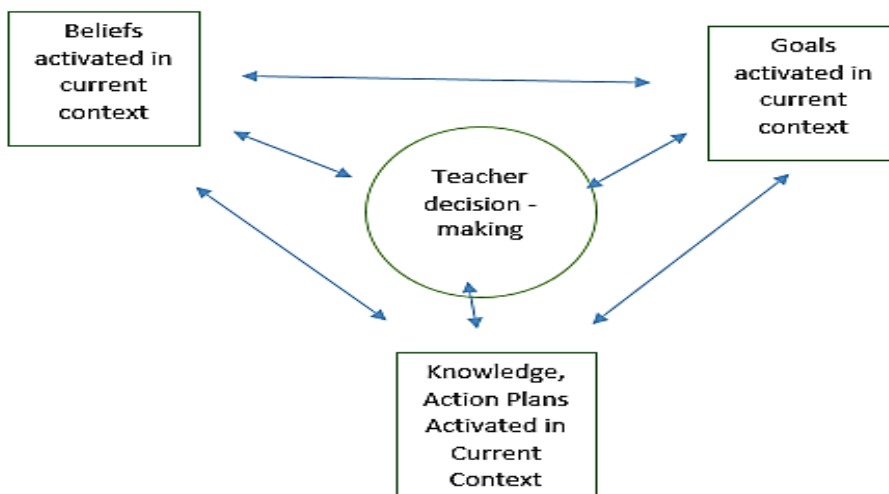 Beliefs
activated in
current
context
Goals
activated in
current
context
Teacher
decision -
making
Knowledge,
Action Plans
Activated in
Current
Context